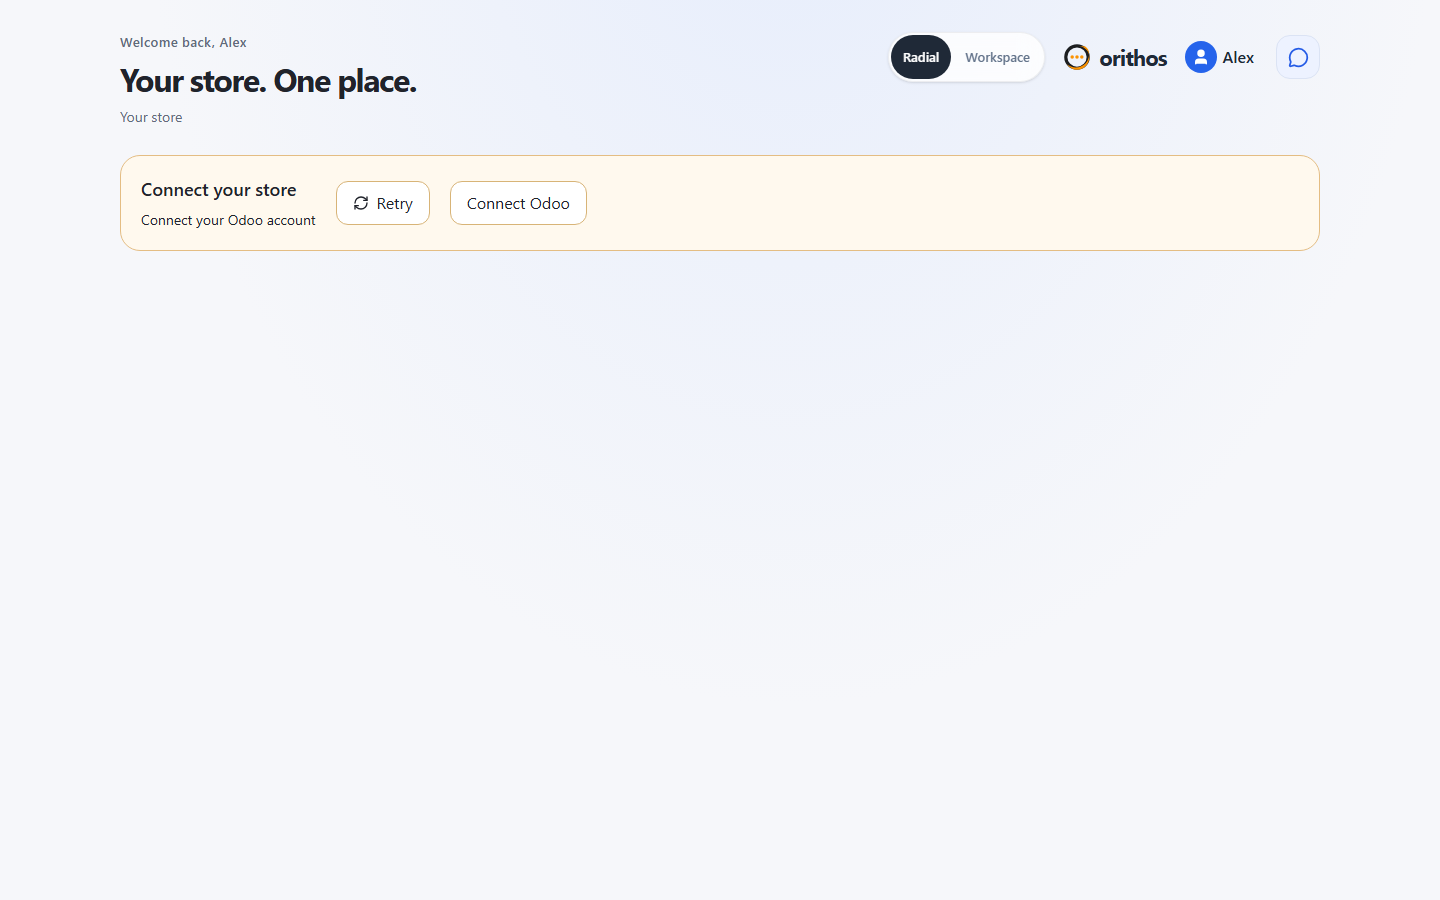 Welcome back, Alex
Your store. One place.
Your store
Radial
Workspace
orithos
Alex
Connect your store
Connect your Odoo account
Retry
Connect Odoo